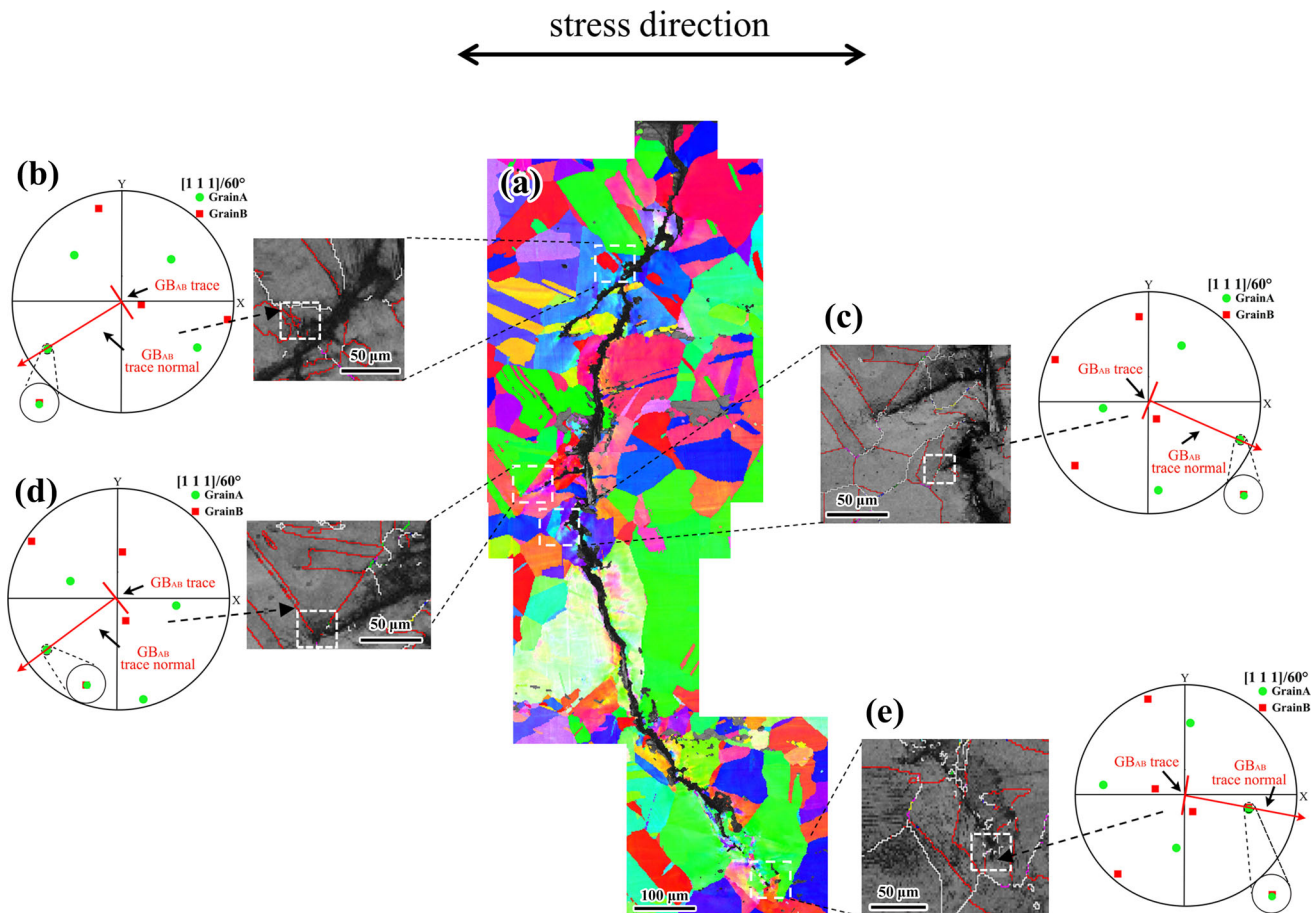 stress direction
(a)
100 μm
(b)
Y
[1 1 1]/60°
GrainA
GrainB
GBAB trace
X
GBAB
trace normal
50 μm
(c)
Y
[1 1 1]/60°
GrainA
GrainB
GBAB trace
X
GBAB
trace normal
50 μm
(d)
Y
[1 1 1]/60°
GrainA
GrainB
GBAB trace
X
GBAB
trace normal
50 μm
(e)
Y
[1 1 1]/60°
GrainA
GrainB
GBAB trace
GBAB
trace normal
X
50 μm